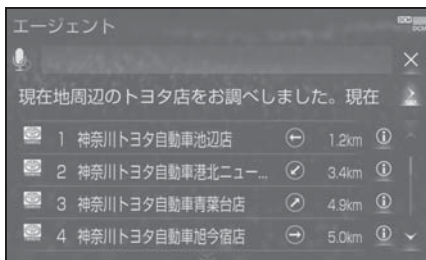 エージェント
現在地周辺のトヨタ店をお調べしました。現在
1 神奈川トヨタ自動車池辺店 1.2km
2 神奈川トヨタ自動車港北ニュー... 3.4km
3 神奈川トヨタ自動車青葉台店 4.9km
4 神奈川トヨタ自動車旭今宿店 5.0km